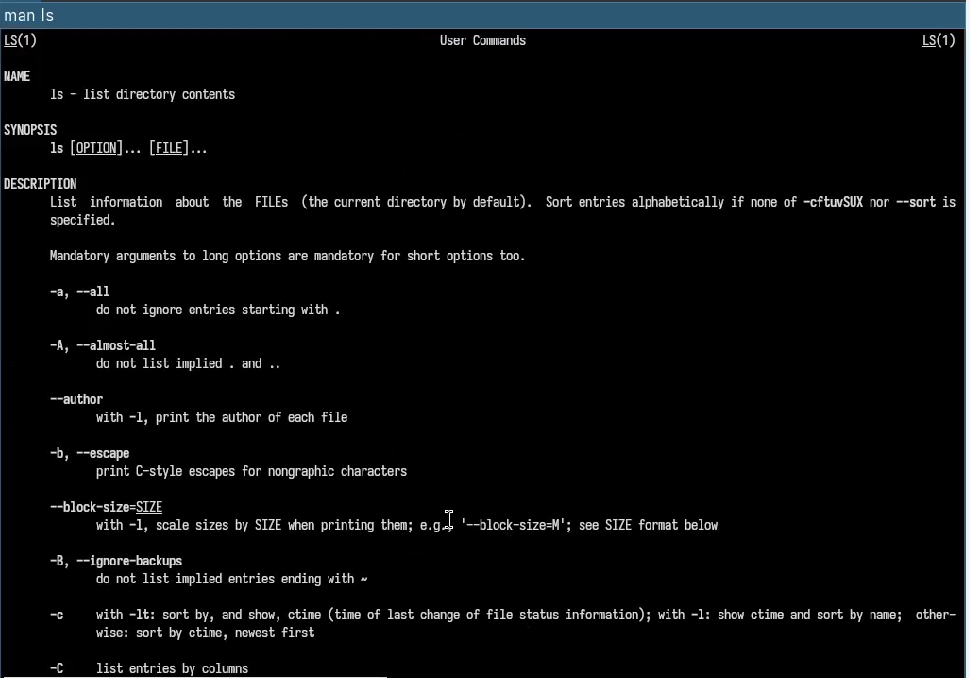 man ls
LS(1) User Commands LS(1)
NAME
ls - list directory contents
SYNOPSIS
ls [OPTION]... [FILE]...
DESCRIPTION
List information about the FILEs (the current directory by default). Sort entries alphabetically if none of -cftuvSUX nor --sort is
specified.
Mandatory arguments to long options are mandatory for short options too.
-a, --all
do not ignore entries starting with .
-A, --almost-all
do not list implied . and ..
--author
with -l, print the author of each file
-b, --escape
print C-style escapes for nongraphic characters
--block-size=SIZE
with -l, scale sizes by SIZE when printing them; e.g., '--block-size=M'; see SIZE format below
-B, --ignore-backups
do not list implied entries ending with ~
-c with -lt: sort by, and show, ctime (time of last change of file status information); with -l: show ctime and sort by name; other-
wise: sort by ctime, newest first
-C list entries by columns